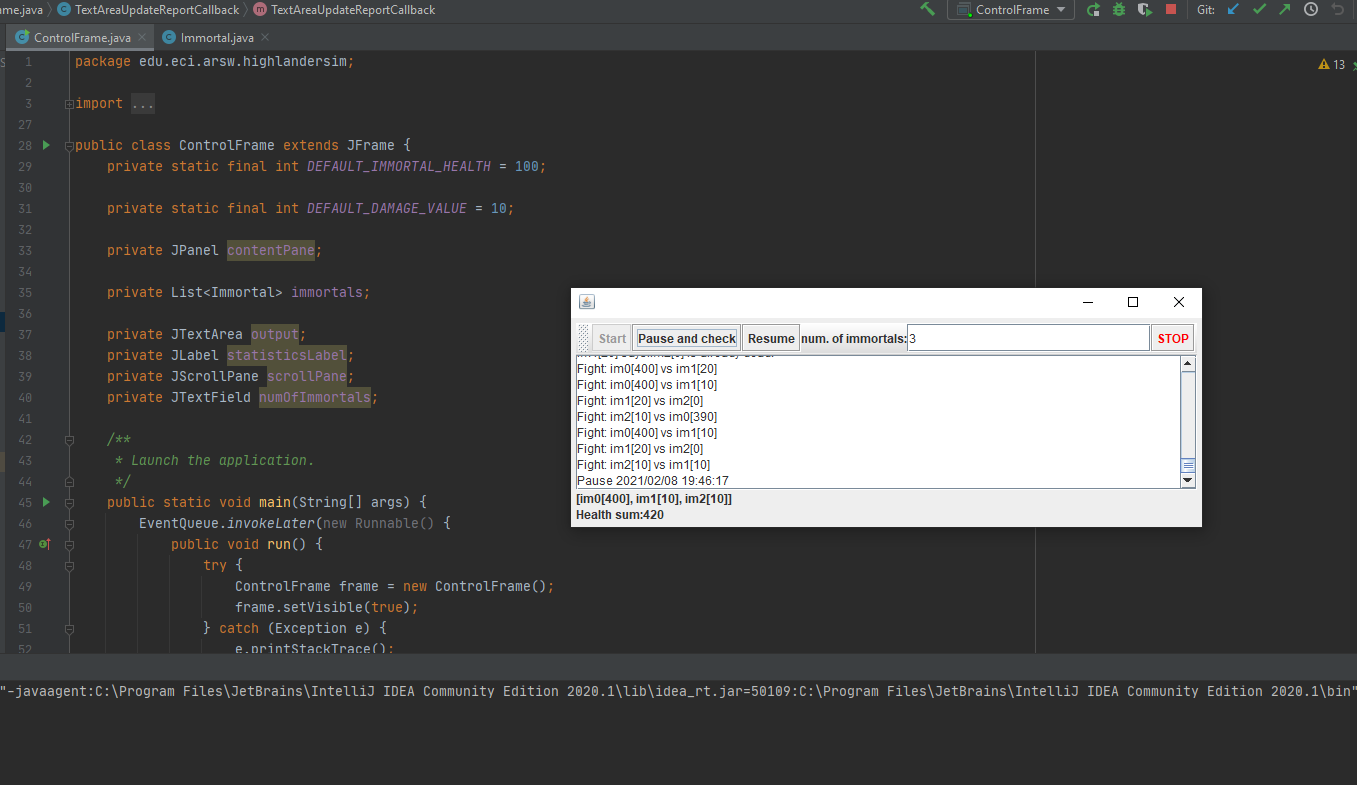 me.java TextAreaUpdateReportCallback TextAreaUpdateReportCallback ControlFrame Git:
ControlFrame.java Immortal.java
1 package edu.eci.arsw.highlandersim; 13
2
3 import ...
27
28 public class ControlFrame extends JFrame {
29 private static final int DEFAULT_IMMORTAL_HEALTH = 100;
30
31 private static final int DEFAULT_DAMAGE_VALUE = 10;
32
33 private JPanel contentPane;
34
35 private List<Immortal> immortals;
36
37 private JTextArea output;
38 private JLabel statisticsLabel;
39 private JScrollPane scrollPane;
40 private JTextField numOfImmortals;
41
42 /**
43 * Launch the application.
44 */
45 public static void main(String[] args) {
46 EventQueue.invokeLater(new Runnable() {
47 public void run() {
48 try {
49 ControlFrame frame = new ControlFrame();
50 frame.setVisible(true);
51 } catch (Exception e) {
52 e.printStackTrace();
Start Pause and check Resume num. of immortals: 3 STOP
Fight: im0[400] vs im1[20]
Fight: im0[400] vs im1[10]
Fight: im1[20] vs im2[0]
Fight: im2[10] vs im0[390]
Fight: im0[400] vs im1[10]
Fight: im1[20] vs im2[0]
Fight: im2[10] vs im1[10]
Pause 2021/02/08 19:46:17
[im0[400], im1[10], im2[10]]
Health sum:420
"-javaagent:C:\Program Files\JetBrains\IntelliJ IDEA Community Edition 2020.1\lib\idea_rt.jar=50109:C:\Program Files\JetBrains\IntelliJ IDEA Community Edition 2020.1\bin"